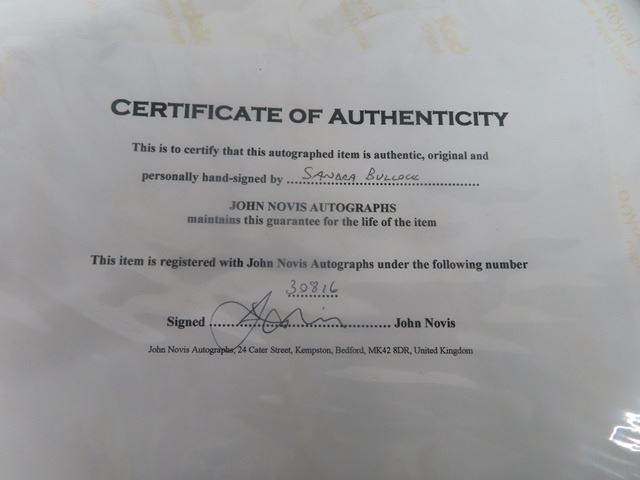 CERTIFICATE OF AUTHENTICITY
This is to certify that this autographed item is authentic, original and
personally hand-signed by SANDRA BULLOCK
JOHN NOVIS AUTOGRAPHS
maintains this guarantee for the life of the item
This item is registered with John Novis Autographs under the following number
30816
Signed John Novis
John Novis Autographs, 24 Cater Street, Kempston, Bedford, MK42 8DR, United Kingdom
Royal